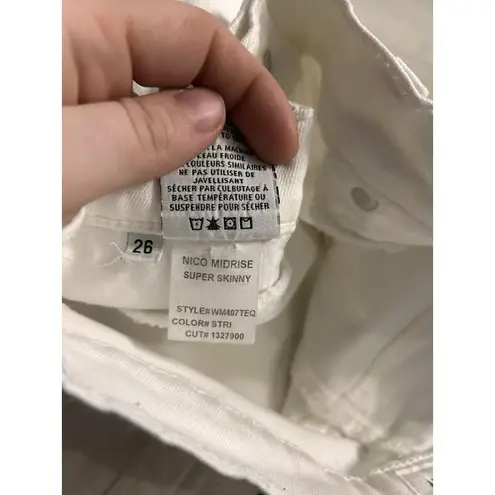 LA MACHINE
EAU FROIDE
COULEURS SIMILAIRES
NE PAS UTILISER DE
JAVELLISANT
SÉCHER PAR CULBUTAGE À
BASE TEMPÉRATURE OU
SUSPENDRE POUR SÉCHER
26
NICO MIDRISE
SUPER SKINNY
STYLE# WM407TEQ
COLOR# STRI
CUT# 1327900